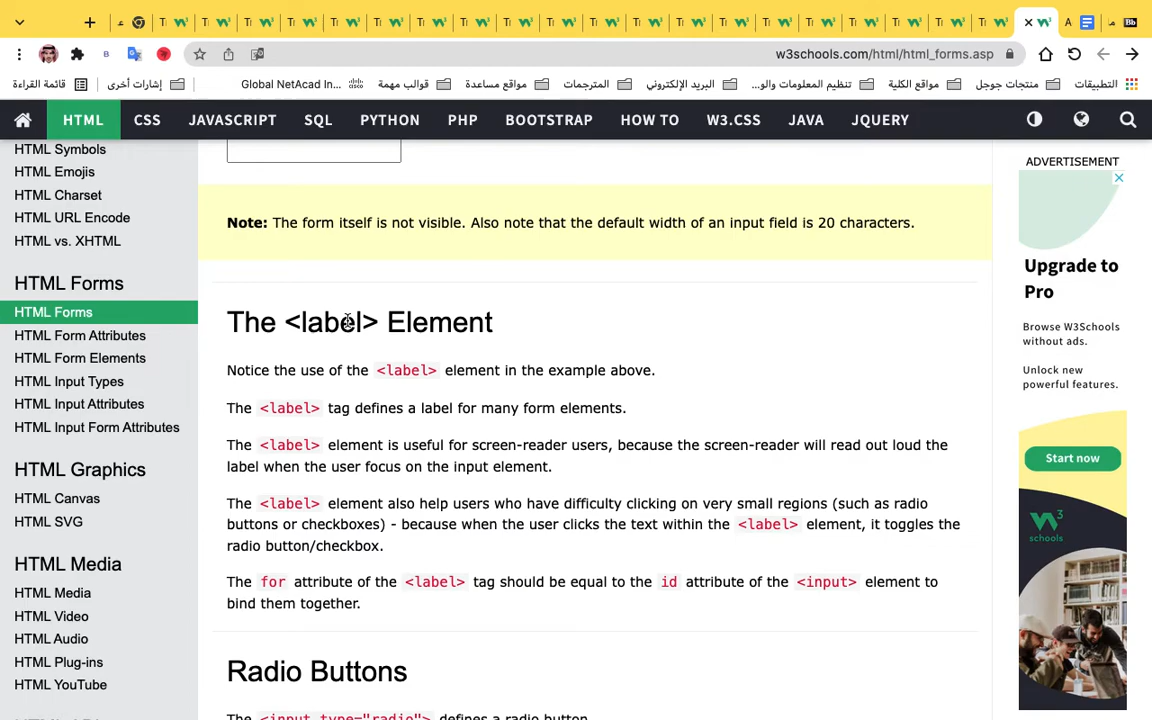 w3schools.com/html/html_forms.asp
التطبيقات
منتجات جوجل
مواقع الكلية
تنظيم المعلومات والو...
البريد الإلكتروني
المترجمات
مواقع مساعدة
قوالب مهمة
Global NetAcad In...
إشارات أخرى
قائمة القراءة
HTML CSS JAVASCRIPT SQL PYTHON PHP BOOTSTRAP HOW TO W3.CSS JAVA JQUERY
HTML Symbols
HTML Emojis
HTML Charset
HTML URL Encode
HTML vs. XHTML
HTML Forms
HTML Forms
HTML Form Attributes
HTML Form Elements
HTML Input Types
HTML Input Attributes
HTML Input Form Attributes
HTML Graphics
HTML Canvas
HTML SVG
HTML Media
HTML Media
HTML Video
HTML Audio
HTML Plug-ins
HTML YouTube
Note: The form itself is not visible. Also note that the default width of an input field is 20 characters.
The <label> Element
Notice the use of the <label> element in the example above.
The <label> tag defines a label for many form elements.
The <label> element is useful for screen-reader users, because the screen-reader will read out loud the
label when the user focus on the input element.
The <label> element also help users who have difficulty clicking on very small regions (such as radio
buttons or checkboxes) - because when the user clicks the text within the <label> element, it toggles the
radio button/checkbox.
The for attribute of the <label> tag should be equal to the id attribute of the <input> element to
bind them together.
Radio Buttons
The <input type="radio"> defines a radio button.
ADVERTISEMENT
Upgrade to
Pro
Browse W3Schools
without ads.
Unlock new
powerful features.
Start now
W3
schools